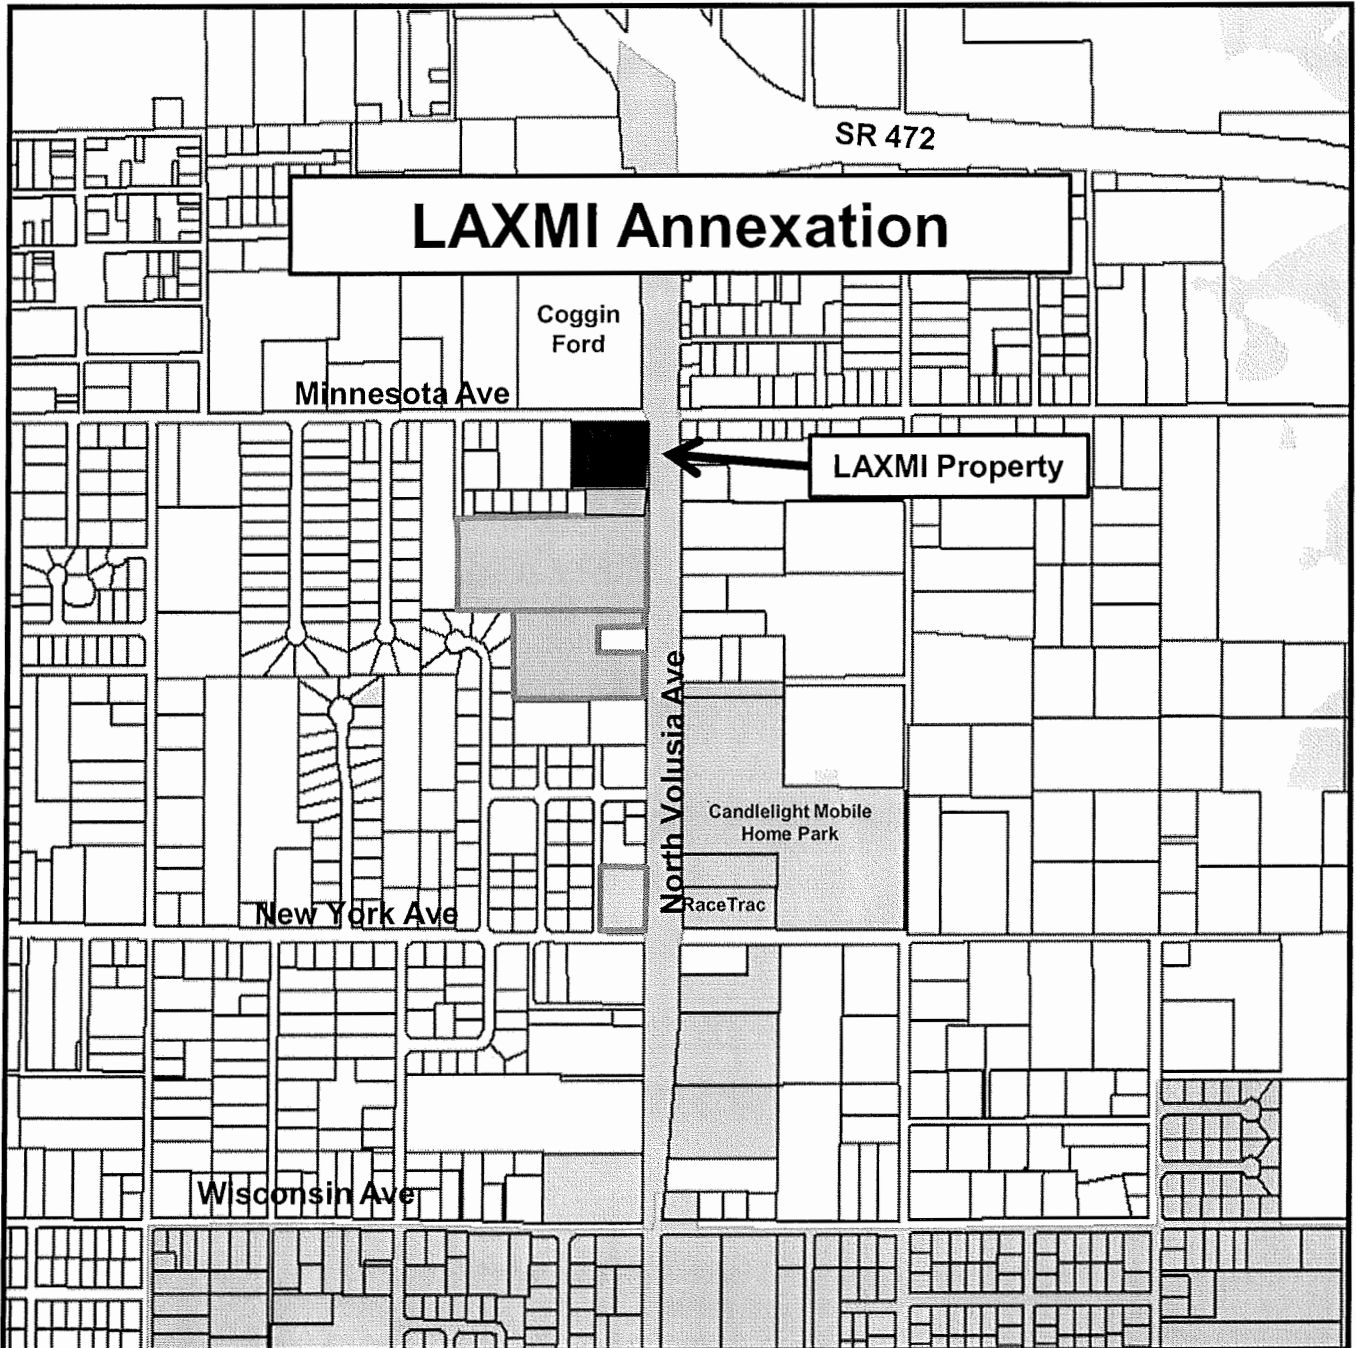 SR 472
LAXMI Annexation
Coggin
Ford
Minnesota Ave
LAXMI Property
North Volusia Ave
Candlelight Mobile
Home Park
RaceTrac
New York Ave
Wisconsin Ave